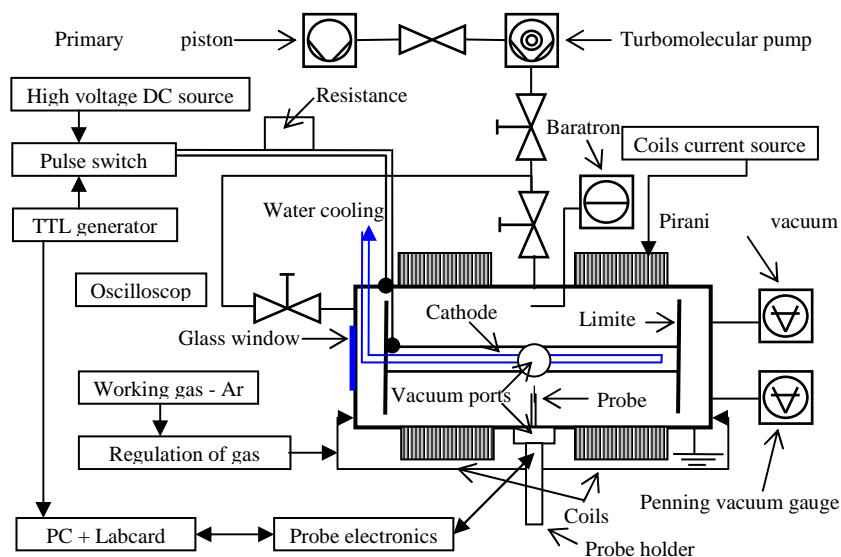 Primary piston
Turbomolecular pump
High voltage DC source
Resistance
Baratron
Pulse switch
Coils current source
Water cooling
TTL generator
Pirani vacuum
Oscilloscop
Cathode
Limite
Glass window
Working gas - Ar
Vacuum ports
Probe
Regulation of gas
Coils
Penning vacuum gauge
PC + Labcard
Probe electronics
Probe holder